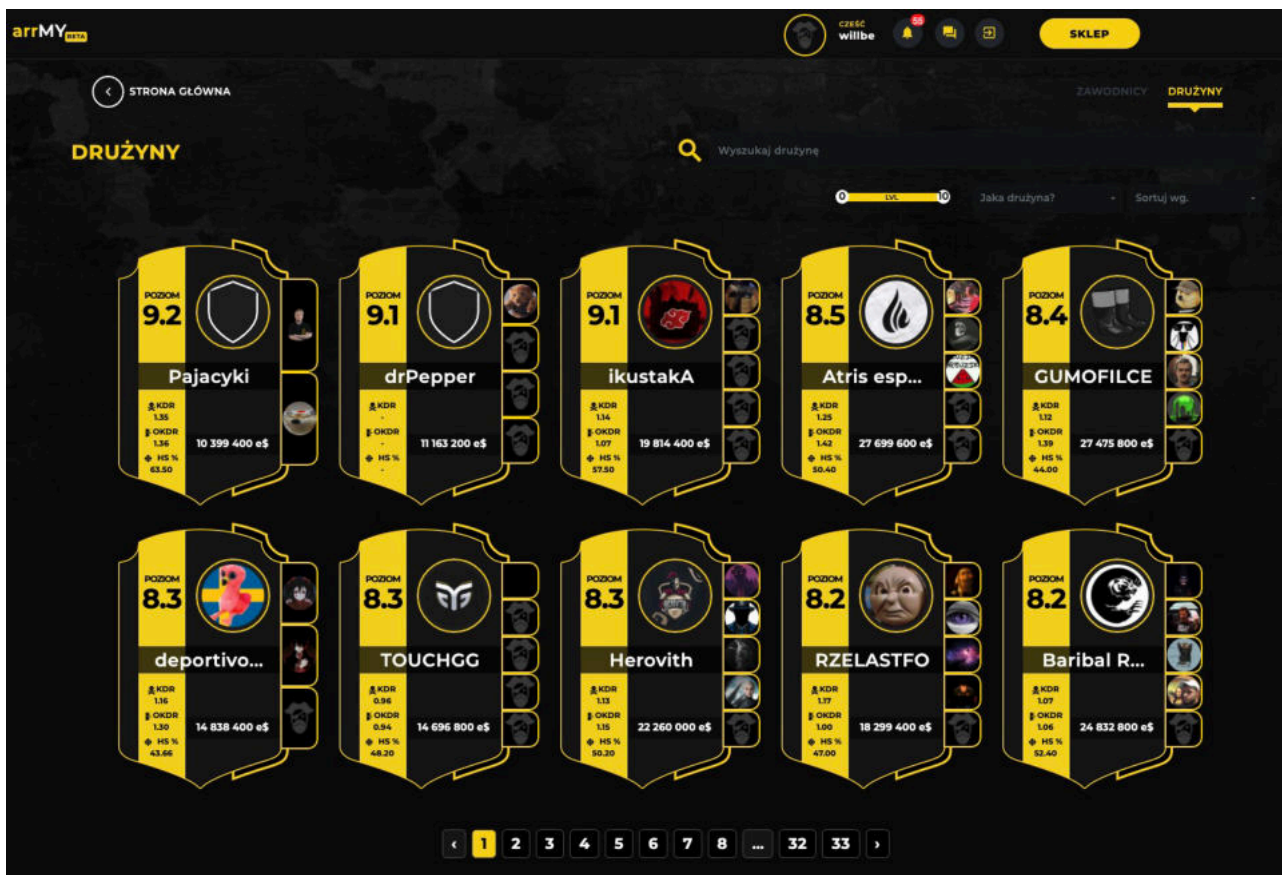 arrMY BETA
CZEŚĆ
willbe
55
SKLEP
STRONA GŁÓWNA
ZAWODNICY
DRUŻYNY
DRUŻYNY
Wyszukaj drużynę
0 LVL 10
Jaka drużyna?
Sortuj wg.
POZIOM
9.2
Pajacyki
KDR
1.35
OKDR
1.36
10 399 400 e$
HS %
63.50
POZIOM
9.1
drPepper
KDR
-
OKDR
-
11 163 200 e$
HS %
-
POZIOM
9.1
ikustakA
KDR
1.14
OKDR
1.07
19 814 400 e$
HS %
57.50
POZIOM
8.5
Atris esp...
KDR
1.25
OKDR
1.42
27 699 600 e$
HS %
50.40
POZIOM
8.4
GUMOFILCE
KDR
1.12
OKDR
1.39
27 475 800 e$
HS %
44.00
POZIOM
8.3
deportivo...
KDR
1.16
OKDR
1.30
14 838 400 e$
HS %
43.66
POZIOM
8.3
TOUCHGG
KDR
0.96
OKDR
0.94
14 696 800 e$
HS %
48.20
POZIOM
8.3
Herovith
KDR
1.13
OKDR
1.15
22 260 000 e$
HS %
50.20
POZIOM
8.2
RZELASTFO
KDR
1.17
OKDR
1.00
18 299 400 e$
HS %
47.00
POZIOM
8.2
Baribal R...
KDR
1.07
OKDR
1.06
24 832 800 e$
HS %
52.40
‹ 1 2 3 4 5 6 7 8 ... 32 33 ›